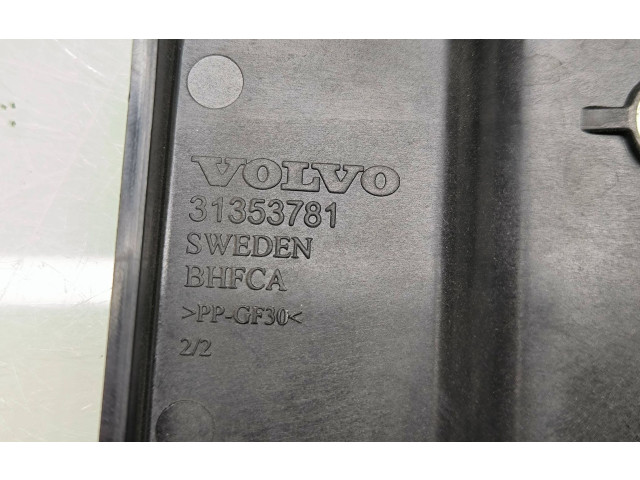 VOLVO
31353781
SWEDEN
BHFCA
>PP-GF30<
2/2